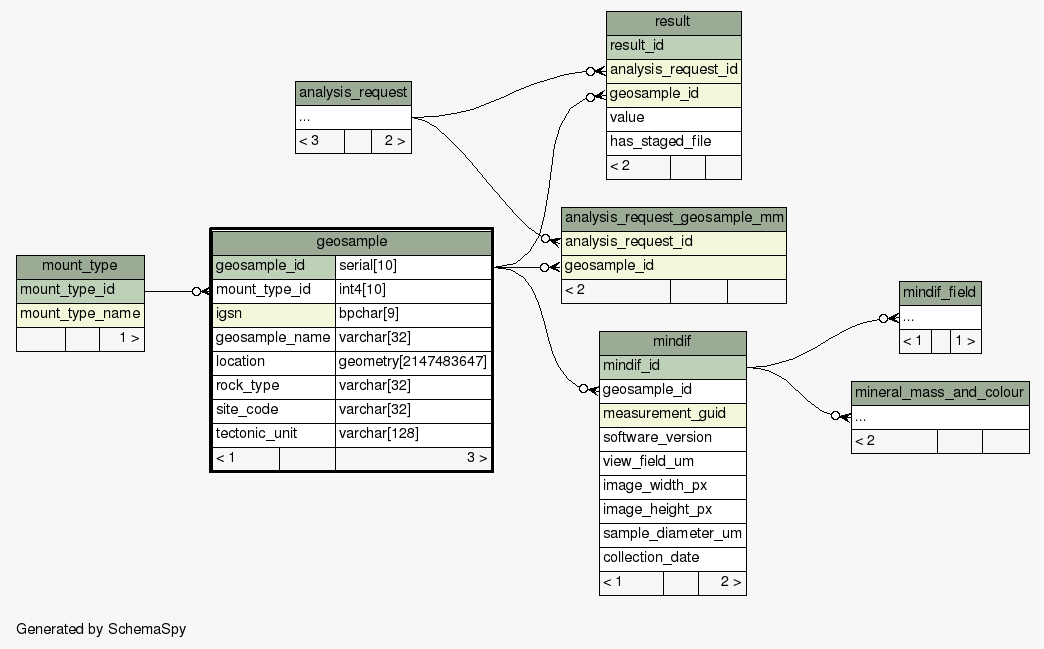 result
result_id
analysis_request_id
geosample_id
value
has_staged_file
< 2
analysis_request
...
< 3 2 >
analysis_request_geosample_mm
analysis_request_id
geosample_id
< 2
geosample
geosample_id serial[10]
mount_type_id int4[10]
igsn bpchar[9]
geosample_name varchar[32]
location geometry[2147483647]
rock_type varchar[32]
site_code varchar[32]
tectonic_unit varchar[128]
< 1 3 >
mount_type
mount_type_id
mount_type_name
1 >
mindif_field
...
< 1 1 >
mindif
mindif_id
geosample_id
measurement_guid
software_version
view_field_um
image_width_px
image_height_px
sample_diameter_um
collection_date
< 1 2 >
mineral_mass_and_colour
...
< 2
Generated by SchemaSpy